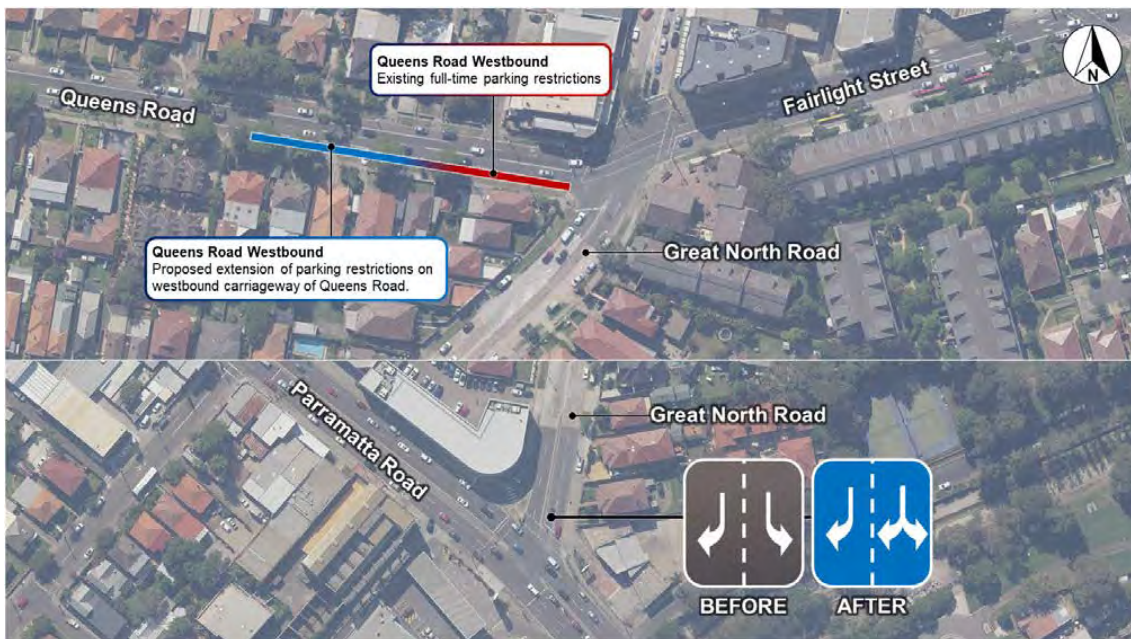 Queens Road Westbound
Existing full-time parking restrictions
N
Queens Road
Fairlight Street
Queens Road Westbound
Proposed extension of parking restrictions on
westbound carriageway of Queens Road.
Great North Road
Parramatta Road
Great North Road
BEFORE
AFTER